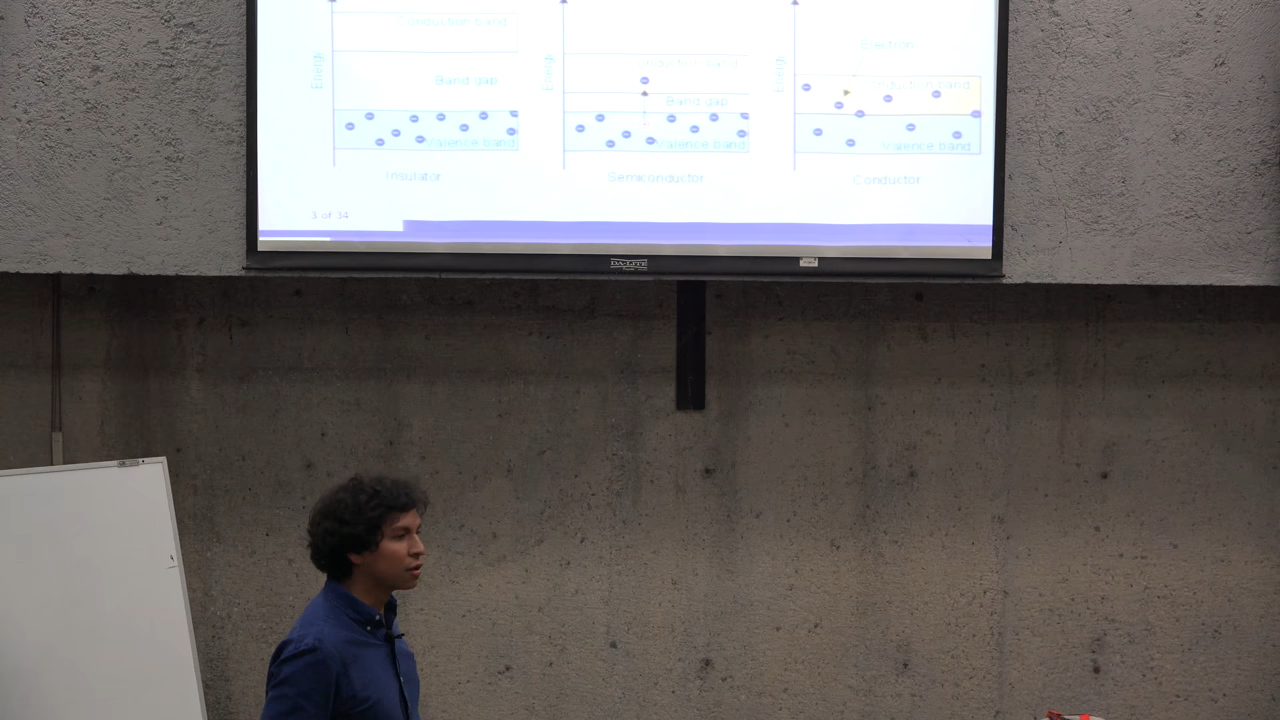 Conduction band
Energy
Band gap
Valence band
Insulator
Energy
Conduction band
Band gap
Valence band
Semiconductor
Electron
Energy
Conduction band
Valence band
Conductor
3 of 34
DA-LITE